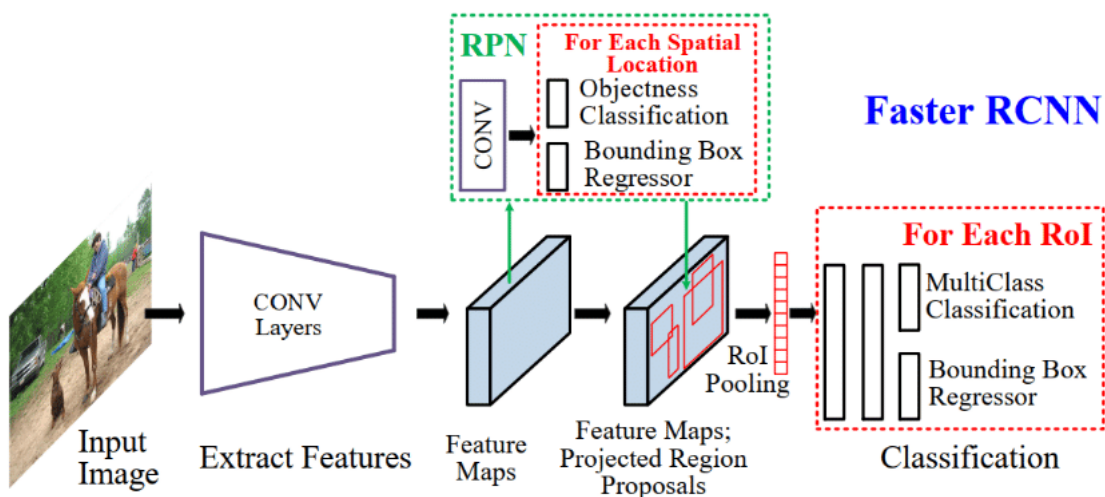 RPN
For Each Spatial
Location
CONV
Objectness
Classification
Bounding Box
Regressor
Faster RCNN
CONV
Layers
For Each RoI
MultiClass
Classification
Bounding Box
Regressor
RoI
Pooling
Input
Image
Extract Features
Feature
Maps
Feature Maps;
Projected Region
Proposals
Classification